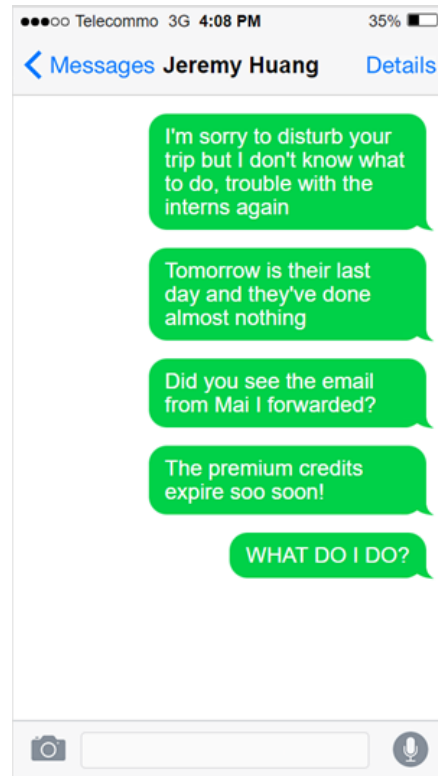 ●●●○○ Telecommo 3G 4:08 PM 35%
Messages Jeremy Huang Details
I'm sorry to disturb your
trip but I don't know what
to do, trouble with the
interns again
Tomorrow is their last
day and they've done
almost nothing
Did you see the email
from Mai I forwarded?
The premium credits
expire soo soon!
WHAT DO I DO?